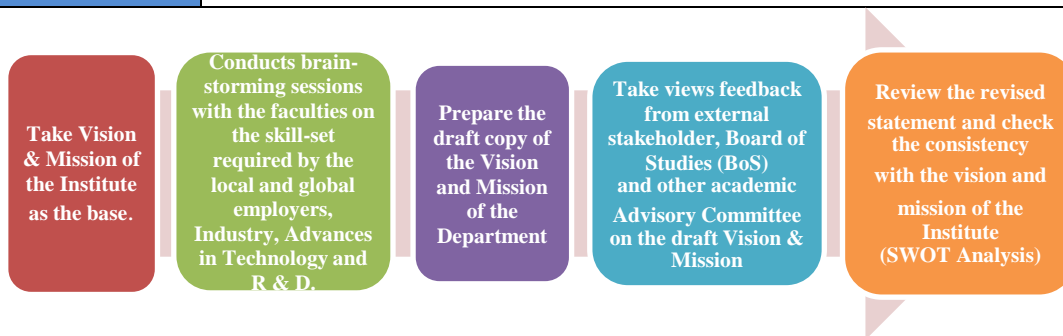 Take Vision
& Mission of
the Institute
as the base.
Conducts brain-
storming sessions
with the faculties on
the skill-set
required by the
local and global
employers,
Industry, Advances
in Technology and
R & D.
Prepare the
draft copy of
the Vision
and Mission
of the
Department
Take views feedback
from external
stakeholder, Board of
Studies (BoS)
and other academic
Advisory Committee
on the draft Vision &
Mission
Review the revised
statement and check
the consistency
with the vision and
mission of the
Institute
(SWOT Analysis)